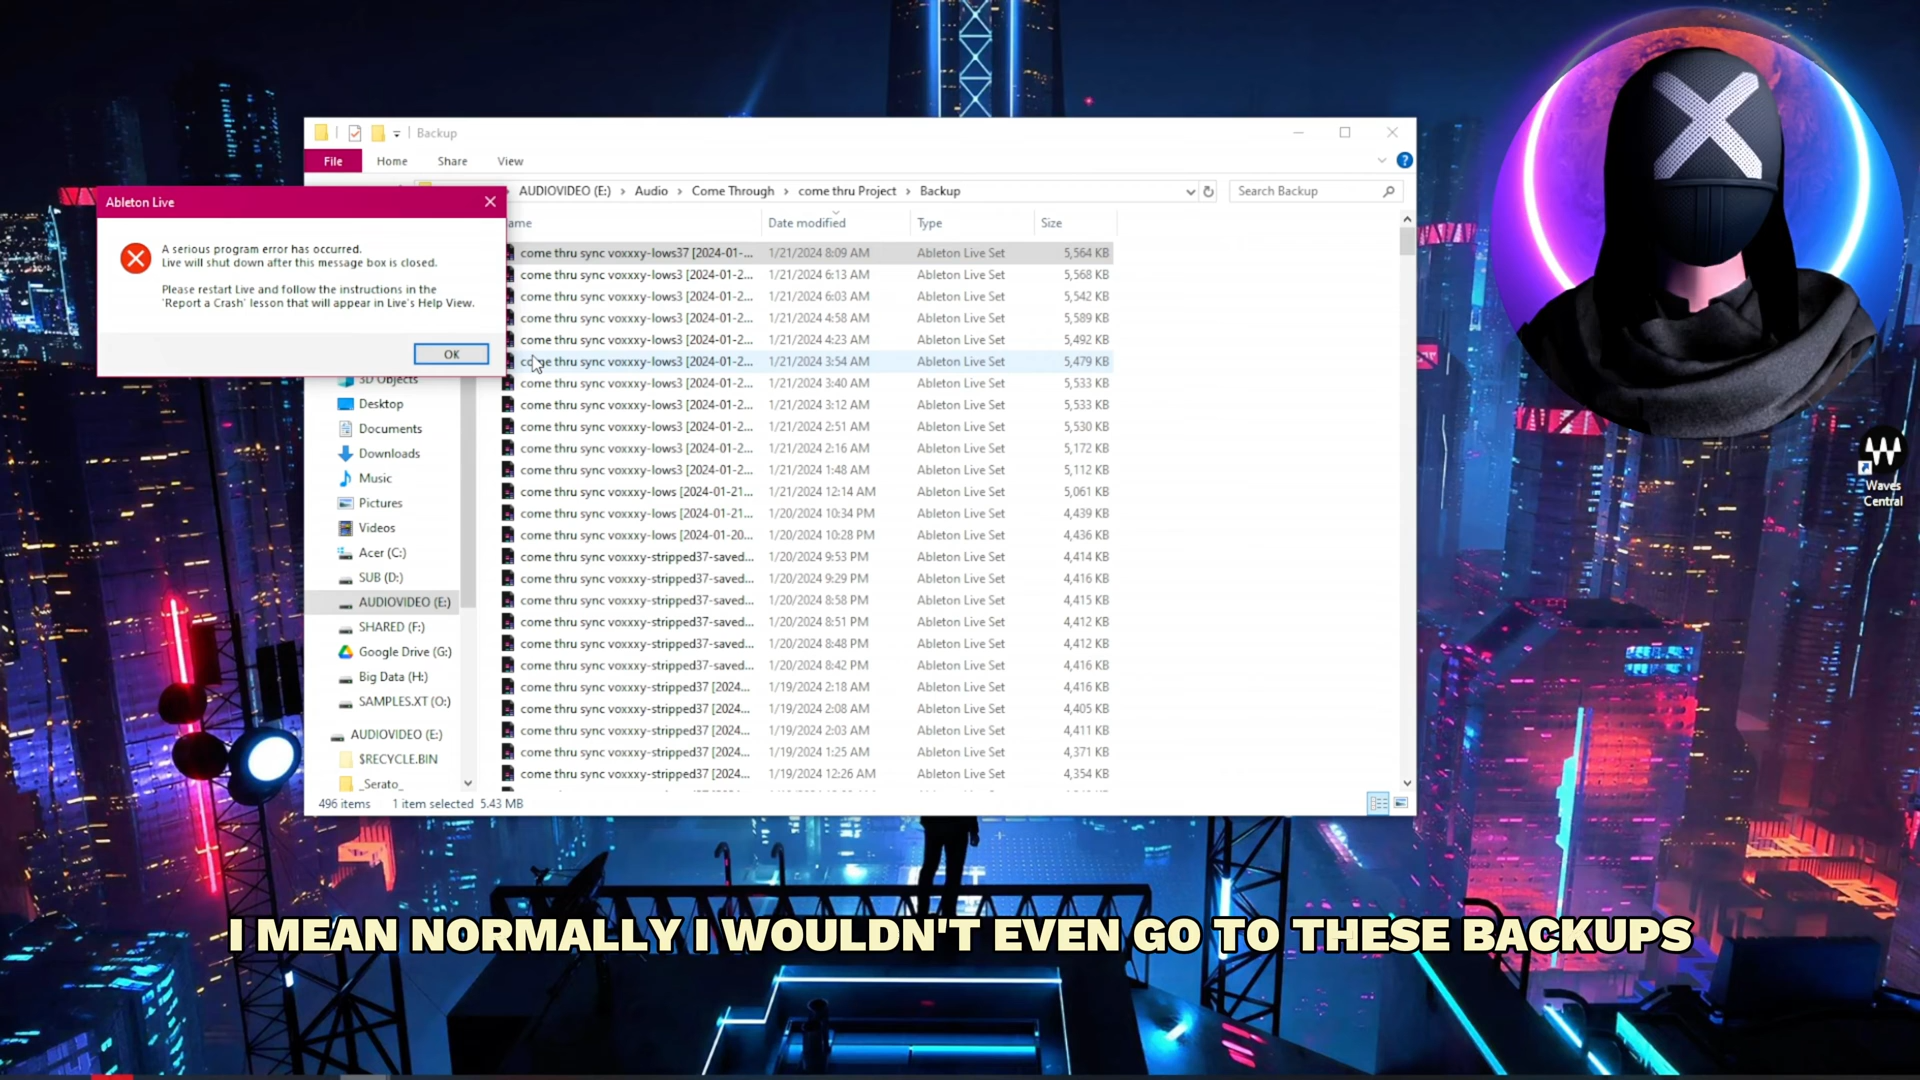 Backup
File Home Share View
AUDIOVIDEO (E:) › Audio › Come Through › come thru Project › Backup
Search Backup
Ableton Live
A serious program error has occurred.
Live will shut down after this message box is closed.
Please restart Live and follow the instructions in the
'Report a Crash' lesson that will appear in Live's Help View.
OK
3D Objects
Desktop
Documents
Downloads
Music
Pictures
Videos
Acer (C:)
SUB (D:)
AUDIOVIDEO (E:)
SHARED (F:)
Google Drive (G:)
Big Data (H:)
SAMPLES.XT (O:)
AUDIOVIDEO (E:)
$RECYCLE.BIN
_Serato_
ame Date modified Type Size
come thru sync voxxxy-lows37 [2024-01-... 1/21/2024 8:09 AM Ableton Live Set 5,564 KB
come thru sync voxxxy-lows3 [2024-01-2... 1/21/2024 6:13 AM Ableton Live Set 5,568 KB
come thru sync voxxxy-lows3 [2024-01-2... 1/21/2024 6:03 AM Ableton Live Set 5,542 KB
come thru sync voxxxy-lows3 [2024-01-2... 1/21/2024 4:58 AM Ableton Live Set 5,589 KB
come thru sync voxxxy-lows3 [2024-01-2... 1/21/2024 4:23 AM Ableton Live Set 5,492 KB
come thru sync voxxxy-lows3 [2024-01-2... 1/21/2024 3:54 AM Ableton Live Set 5,479 KB
come thru sync voxxxy-lows3 [2024-01-2... 1/21/2024 3:40 AM Ableton Live Set 5,533 KB
come thru sync voxxxy-lows3 [2024-01-2... 1/21/2024 3:12 AM Ableton Live Set 5,533 KB
come thru sync voxxxy-lows3 [2024-01-2... 1/21/2024 2:51 AM Ableton Live Set 5,530 KB
come thru sync voxxxy-lows3 [2024-01-2... 1/21/2024 2:16 AM Ableton Live Set 5,172 KB
come thru sync voxxxy-lows3 [2024-01-2... 1/21/2024 1:48 AM Ableton Live Set 5,112 KB
come thru sync voxxxy-lows [2024-01-21... 1/21/2024 12:14 AM Ableton Live Set 5,061 KB
come thru sync voxxxy-lows [2024-01-21... 1/20/2024 10:34 PM Ableton Live Set 4,439 KB
come thru sync voxxxy-lows [2024-01-20... 1/20/2024 10:28 PM Ableton Live Set 4,436 KB
come thru sync voxxxy-stripped37-saved... 1/20/2024 9:53 PM Ableton Live Set 4,414 KB
come thru sync voxxxy-stripped37-saved... 1/20/2024 9:29 PM Ableton Live Set 4,416 KB
come thru sync voxxxy-stripped37-saved... 1/20/2024 8:58 PM Ableton Live Set 4,415 KB
come thru sync voxxxy-stripped37-saved... 1/20/2024 8:51 PM Ableton Live Set 4,412 KB
come thru sync voxxxy-stripped37-saved... 1/20/2024 8:48 PM Ableton Live Set 4,412 KB
come thru sync voxxxy-stripped37-saved... 1/20/2024 8:42 PM Ableton Live Set 4,416 KB
come thru sync voxxxy-stripped37 [2024... 1/19/2024 2:18 AM Ableton Live Set 4,416 KB
come thru sync voxxxy-stripped37 [2024... 1/19/2024 2:08 AM Ableton Live Set 4,405 KB
come thru sync voxxxy-stripped37 [2024... 1/19/2024 2:03 AM Ableton Live Set 4,411 KB
come thru sync voxxxy-stripped37 [2024... 1/19/2024 1:25 AM Ableton Live Set 4,371 KB
come thru sync voxxxy-stripped37 [2024... 1/19/2024 12:26 AM Ableton Live Set 4,354 KB
496 items 1 item selected 5.43 MB
Waves
Central
I MEAN NORMALLY I WOULDN'T EVEN GO TO THESE BACKUPS